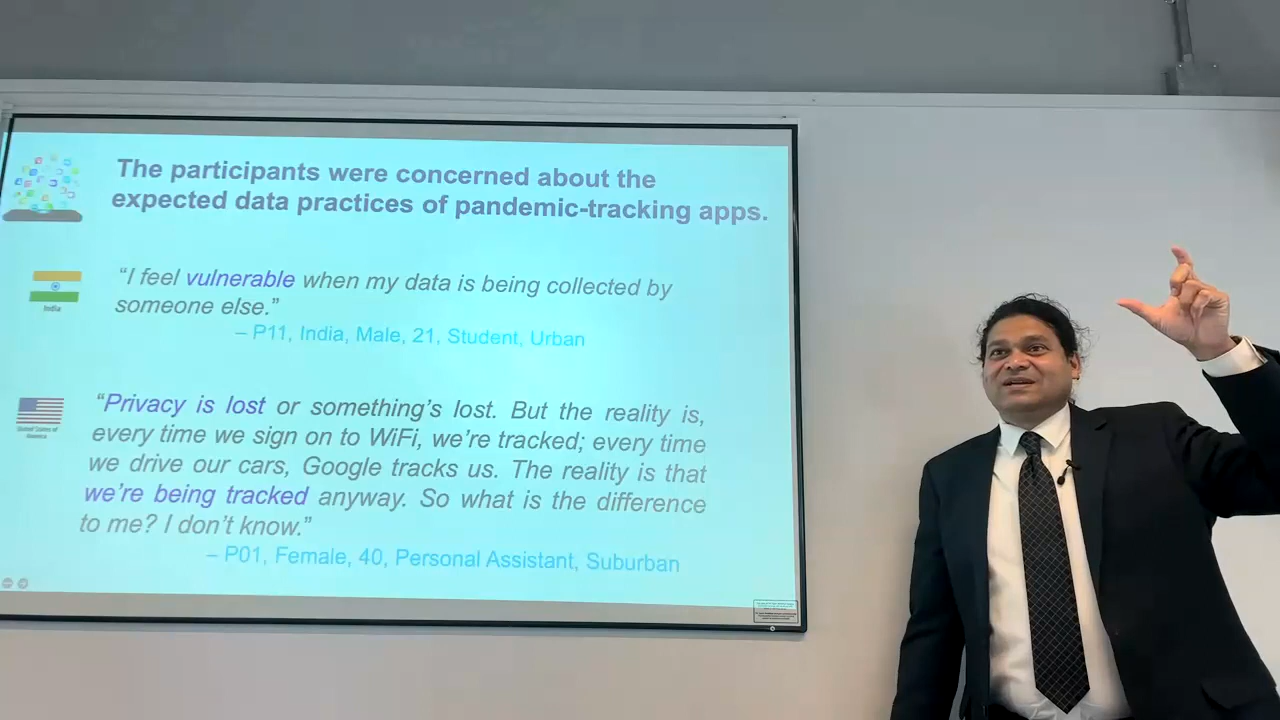 The participants were concerned about the
expected data practices of pandemic-tracking apps.
“I feel vulnerable when my data is being collected by
someone else.”
– P11, India, Male, 21, Student, Urban
India
“Privacy is lost or something’s lost. But the reality is,
every time we sign on to WiFi, we’re tracked; every time
we drive our cars, Google tracks us. The reality is that
we’re being tracked anyway. So what is the difference
to me? I don’t know.”
– P01, Female, 40, Personal Assistant, Suburban
United States of
America